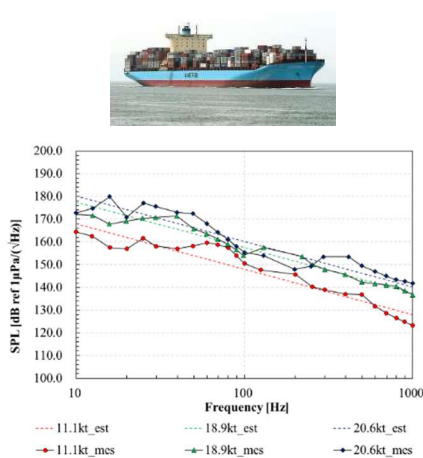 200.0
190.0
180.0
170.0
160.0
150.0
140.0
130.0
120.0
110.0
100.0
SPL [dB ref 1μPa/(√Hz)]
10 100 1000
Frequency [Hz]
11.1kt_est 18.9kt_est 20.6kt_est
11.1kt_mes 18.9kt_mes 20.6kt_mes